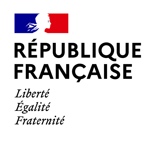 RÉPUBLIQUE
FRANÇAISE
Liberté
Égalité
Fraternité